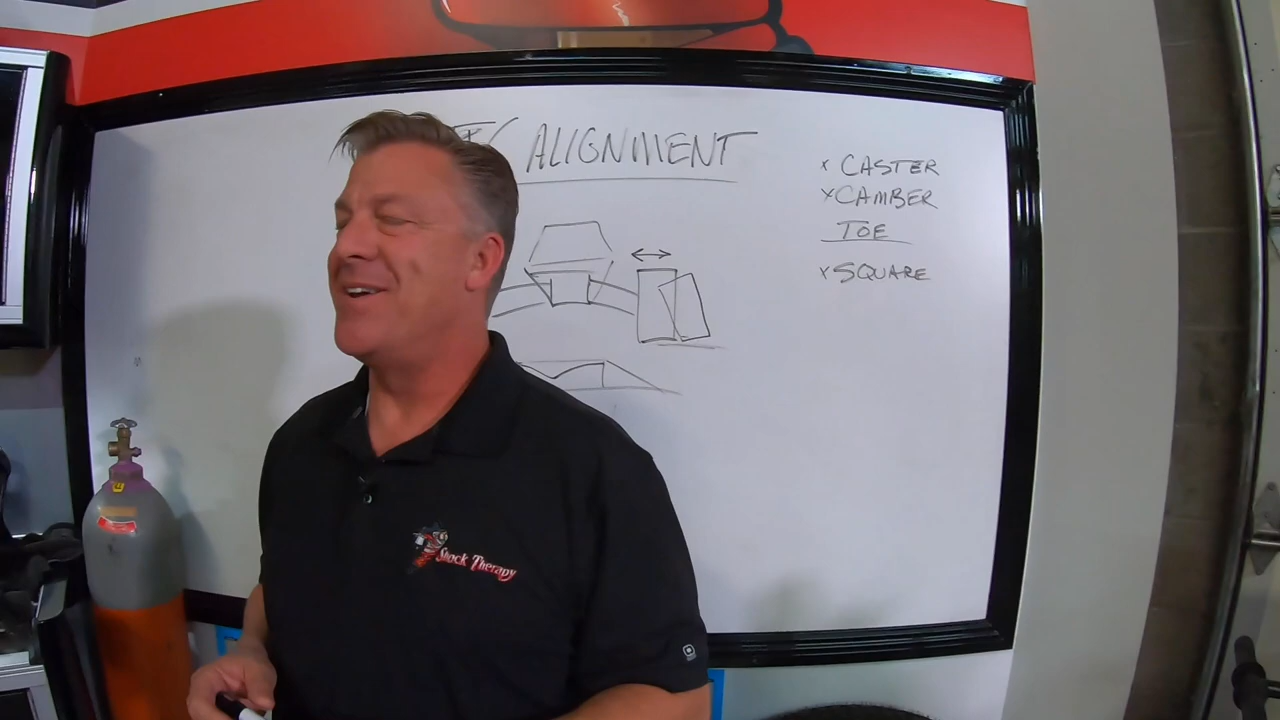 ALIGNMENT
× CASTER
×CAMBER
TOE
×SQUARE
Shock Therapy